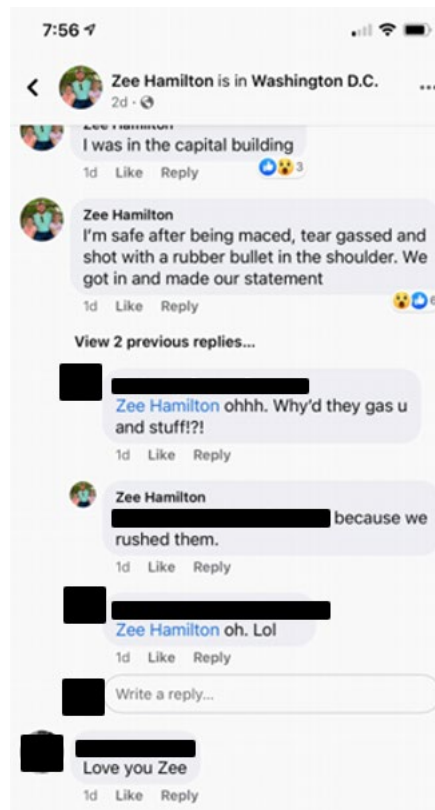 7:56
Zee Hamilton is in Washington D.C.
2d
Zee Hamilton
I was in the capital building
1d Like Reply
3
Zee Hamilton
I'm safe after being maced, tear gassed and
shot with a rubber bullet in the shoulder. We
got in and made our statement
1d Like Reply
6
View 2 previous replies...
Zee Hamilton ohhh. Why'd they gas u
and stuff!?!
1d Like Reply
Zee Hamilton
because we
rushed them.
1d Like Reply
Zee Hamilton oh. Lol
1d Like Reply
Write a reply...
Love you Zee
1d Like Reply